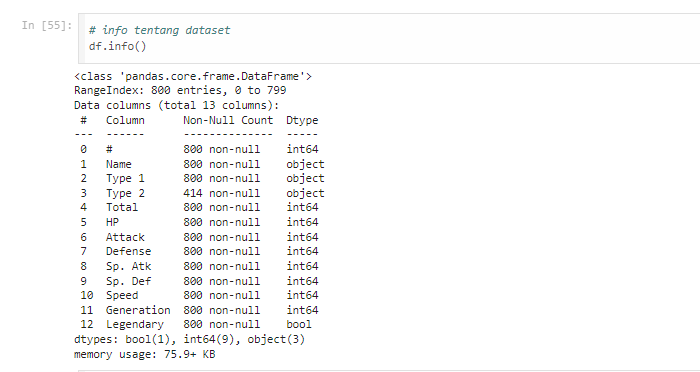 In [55]:
# info tentang dataset
df.info()
<class 'pandas.core.frame.DataFrame'>
RangeIndex: 800 entries, 0 to 799
Data columns (total 13 columns):
 #   Column      Non-Null Count  Dtype
---  ------      --------------  -----
 0   #           800 non-null    int64
 1   Name        800 non-null    object
 2   Type 1      800 non-null    object
 3   Type 2      414 non-null    object
 4   Total       800 non-null    int64
 5   HP          800 non-null    int64
 6   Attack      800 non-null    int64
 7   Defense     800 non-null    int64
 8   Sp. Atk     800 non-null    int64
 9   Sp. Def     800 non-null    int64
 10  Speed       800 non-null    int64
 11  Generation  800 non-null    int64
 12  Legendary   800 non-null    bool
dtypes: bool(1), int64(9), object(3)
memory usage: 75.9+ KB